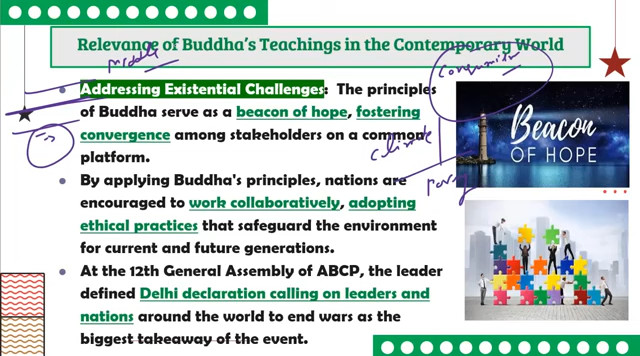 Relevance of Buddha's Teachings in the Contemporary World
middle
Consumerism
Addressing Existential Challenges: The principles
of Buddha serve as a beacon of hope, fostering
convergence among stakeholders on a common
platform.
climate
Beacon
OF HOPE
By applying Buddha's principles, nations are
encouraged to work collaboratively, adopting
ethical practices that safeguard the environment
for current and future generations.
At the 12th General Assembly of ABCP, the leader
defined Delhi declaration calling on leaders and
nations around the world to end wars as the
biggest takeaway of the event.